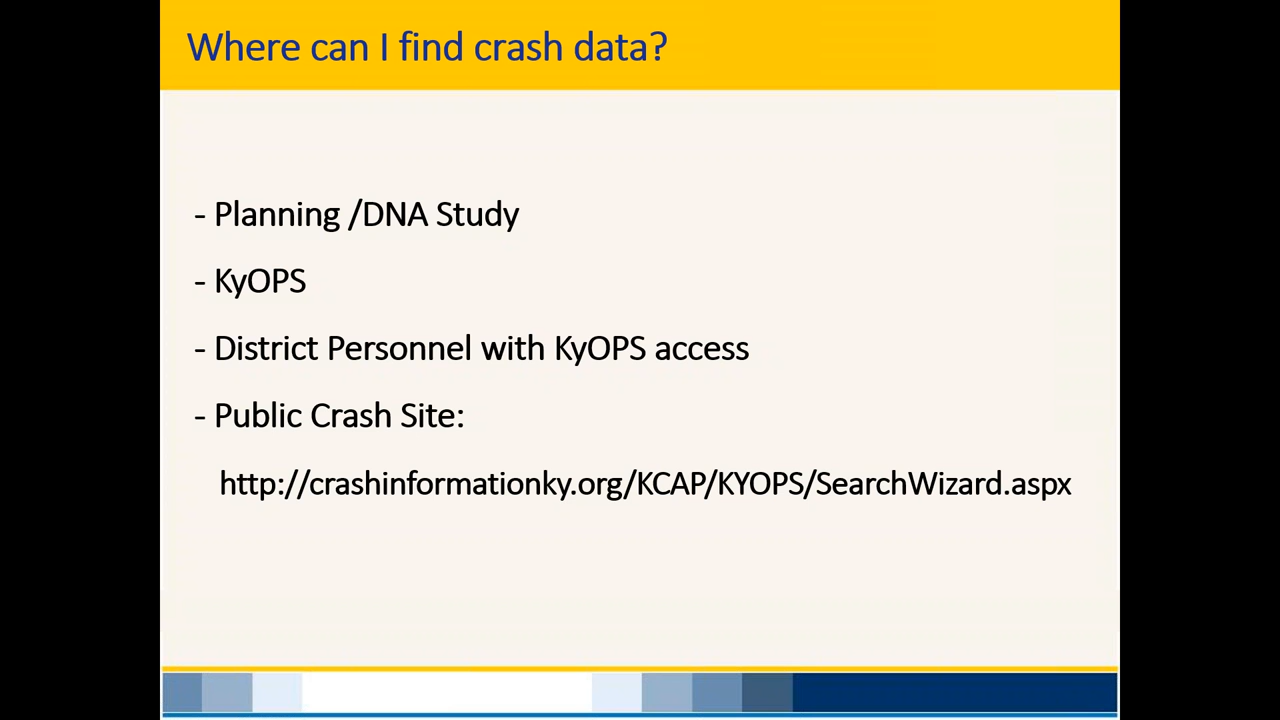 Where can I find crash data?
- Planning /DNA Study
- KyOPS
- District Personnel with KyOPS access
- Public Crash Site:
http://crashinformationky.org/KCAP/KYOPS/SearchWizard.aspx